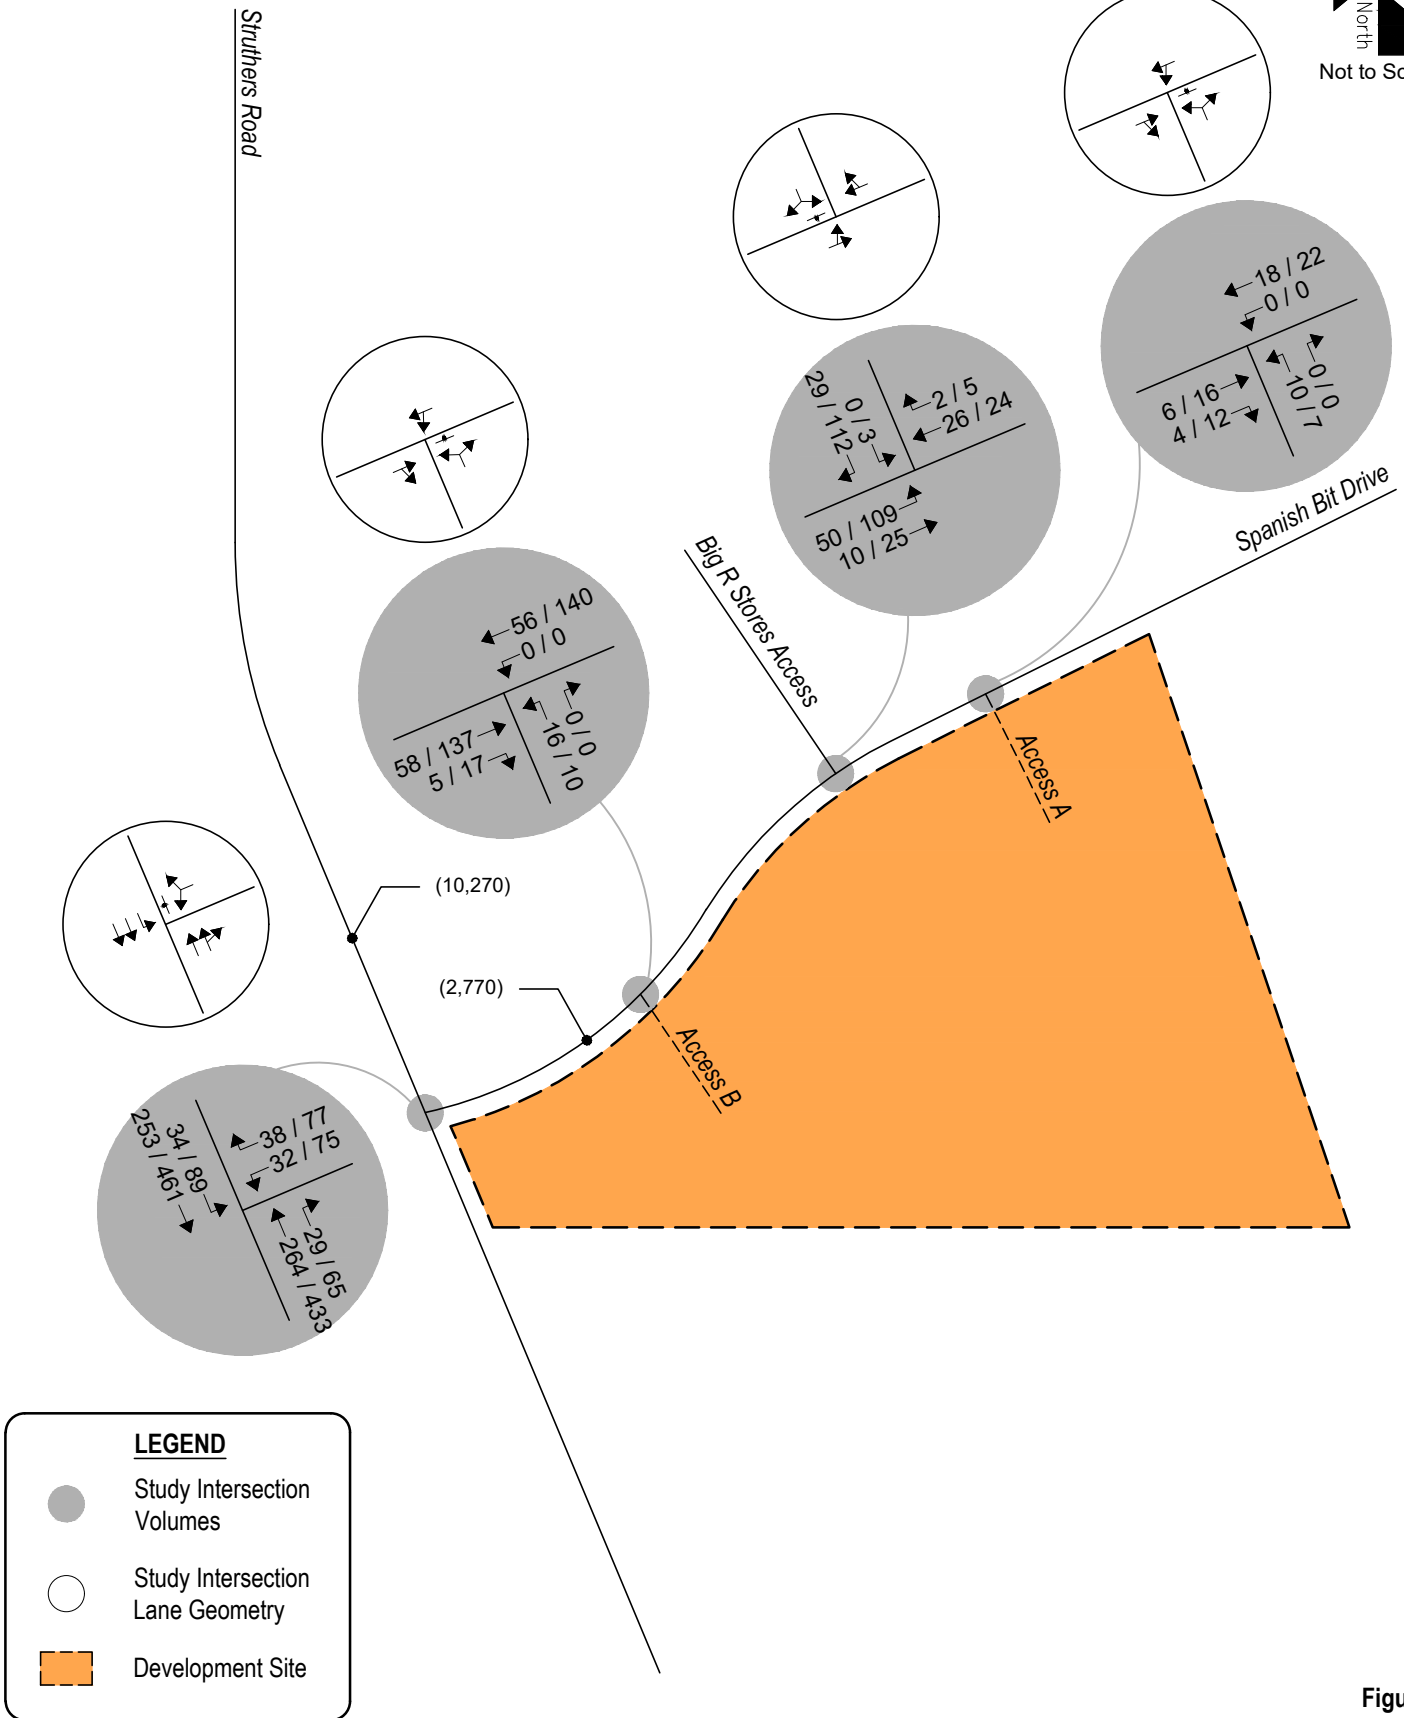 Struthers Road
North
Not to Sc
18 / 22
0 / 0
6 / 16
4 / 12
0 / 0
10 / 7
2 / 5
26 / 24
0 / 3
29 / 112
50 / 109
10 / 25
Spanish Bit Drive
Big R Stores Access
Access A
56 / 140
0 / 0
58 / 137
5 / 17
0 / 0
16 / 10
(10,270)
(2,770)
Access B
38 / 77
32 / 75
34 / 89
253 / 461
29 / 65
264 / 433
LEGEND
Study Intersection
Volumes
Study Intersection
Lane Geometry
Development Site
Figu